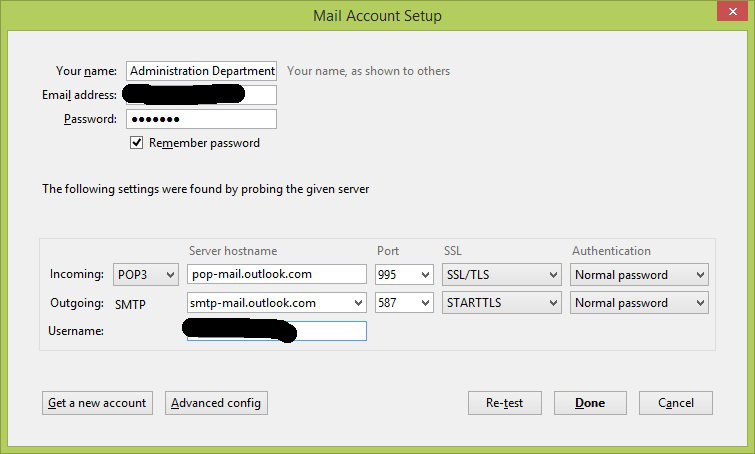 Mail Account Setup
Your name: Administration Department Your name, as shown to others
Email address:
Password: •••••••
Remember password
The following settings were found by probing the given server
Server hostname Port SSL Authentication
Incoming: POP3 pop-mail.outlook.com 995 SSL/TLS Normal password
Outgoing: SMTP smtp-mail.outlook.com 587 STARTTLS Normal password
Username:
Get a new account Advanced config Re-test Done Cancel